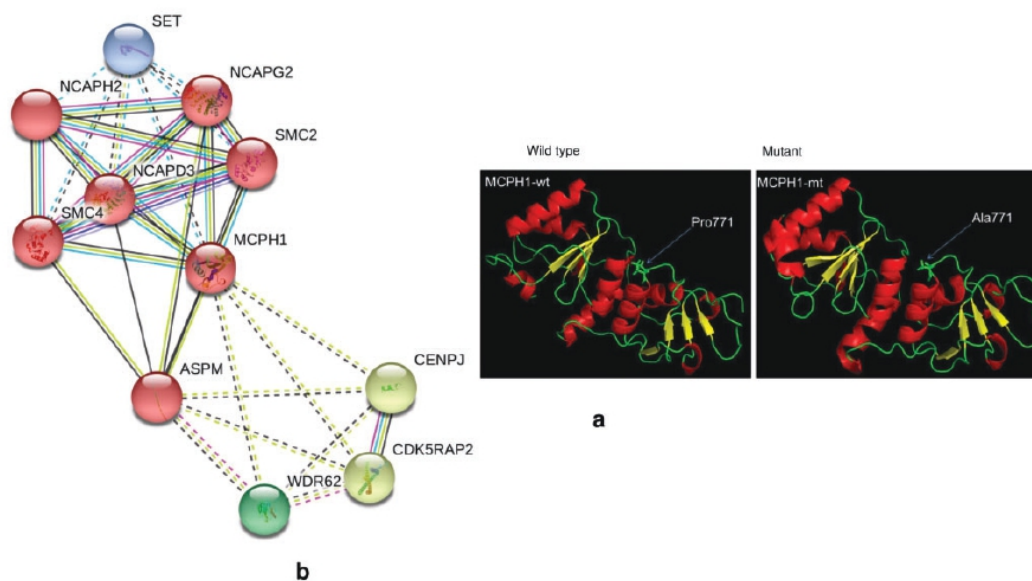 SET
NCAPH2
NCAPG2
SMC2
NCAPD3
SMC4
MCPH1
ASPM
CENPJ
CDK5RAP2
WDR62
b
Wild type
Mutant
MCPH1-wt
Pro771
MCPH1-mt
Ala771
a